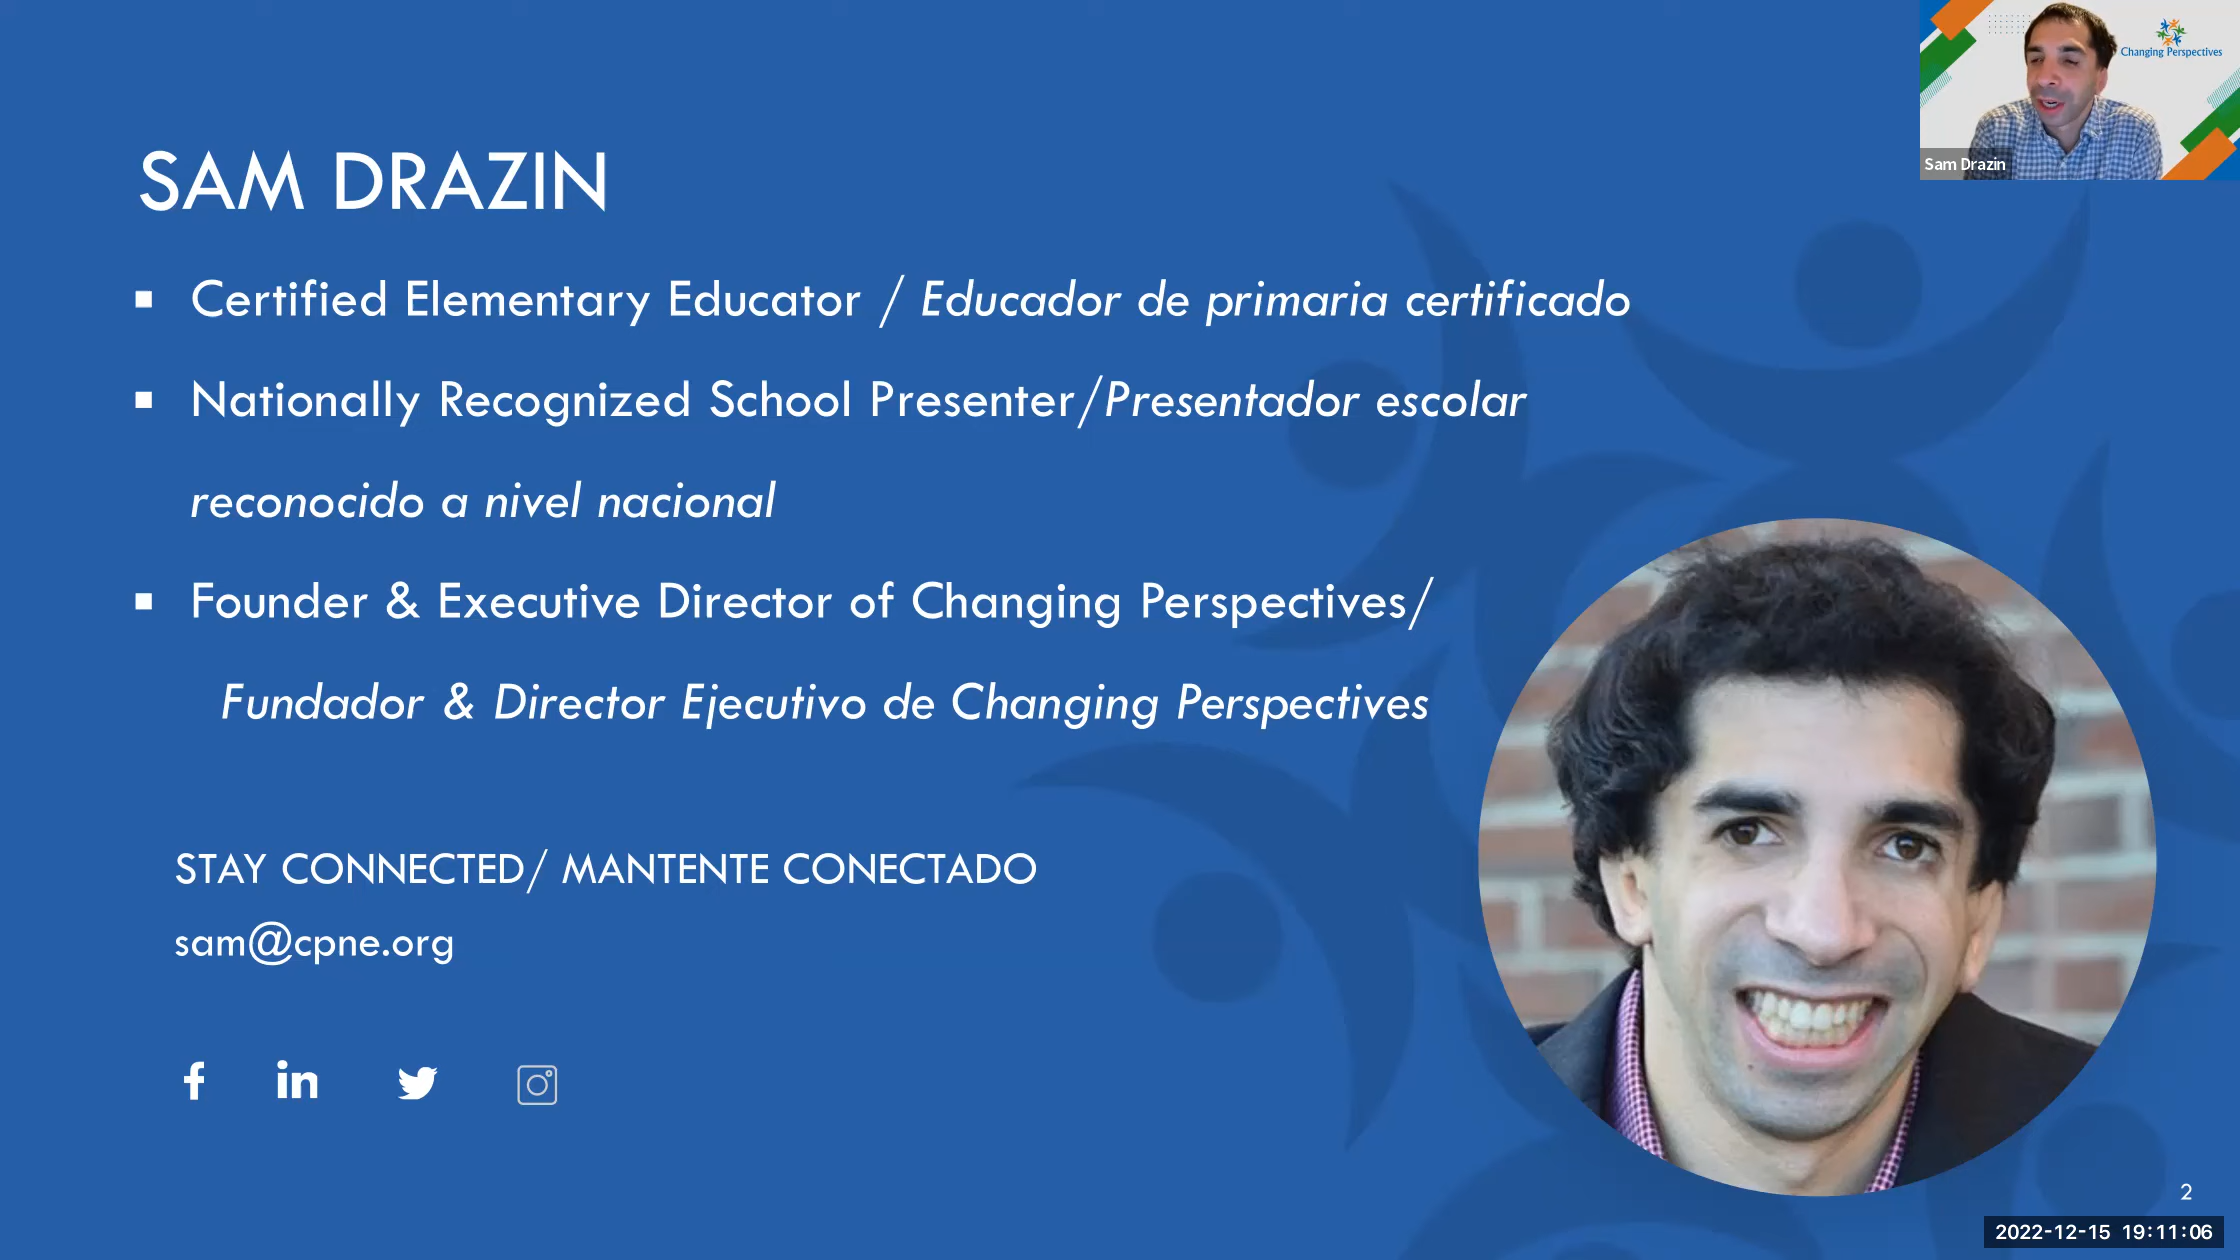 Changing Perspectives
Sam Drazin
SAM DRAZIN
Certified Elementary Educator / Educador de primaria certificado
Nationally Recognized School Presenter/Presentador escolar
reconocido a nivel nacional
Founder & Executive Director of Changing Perspectives/
Fundador & Director Ejecutivo de Changing Perspectives
STAY CONNECTED/ MANTENTE CONECTADO
sam@cpne.org
2
2022-12-15 19:11:06